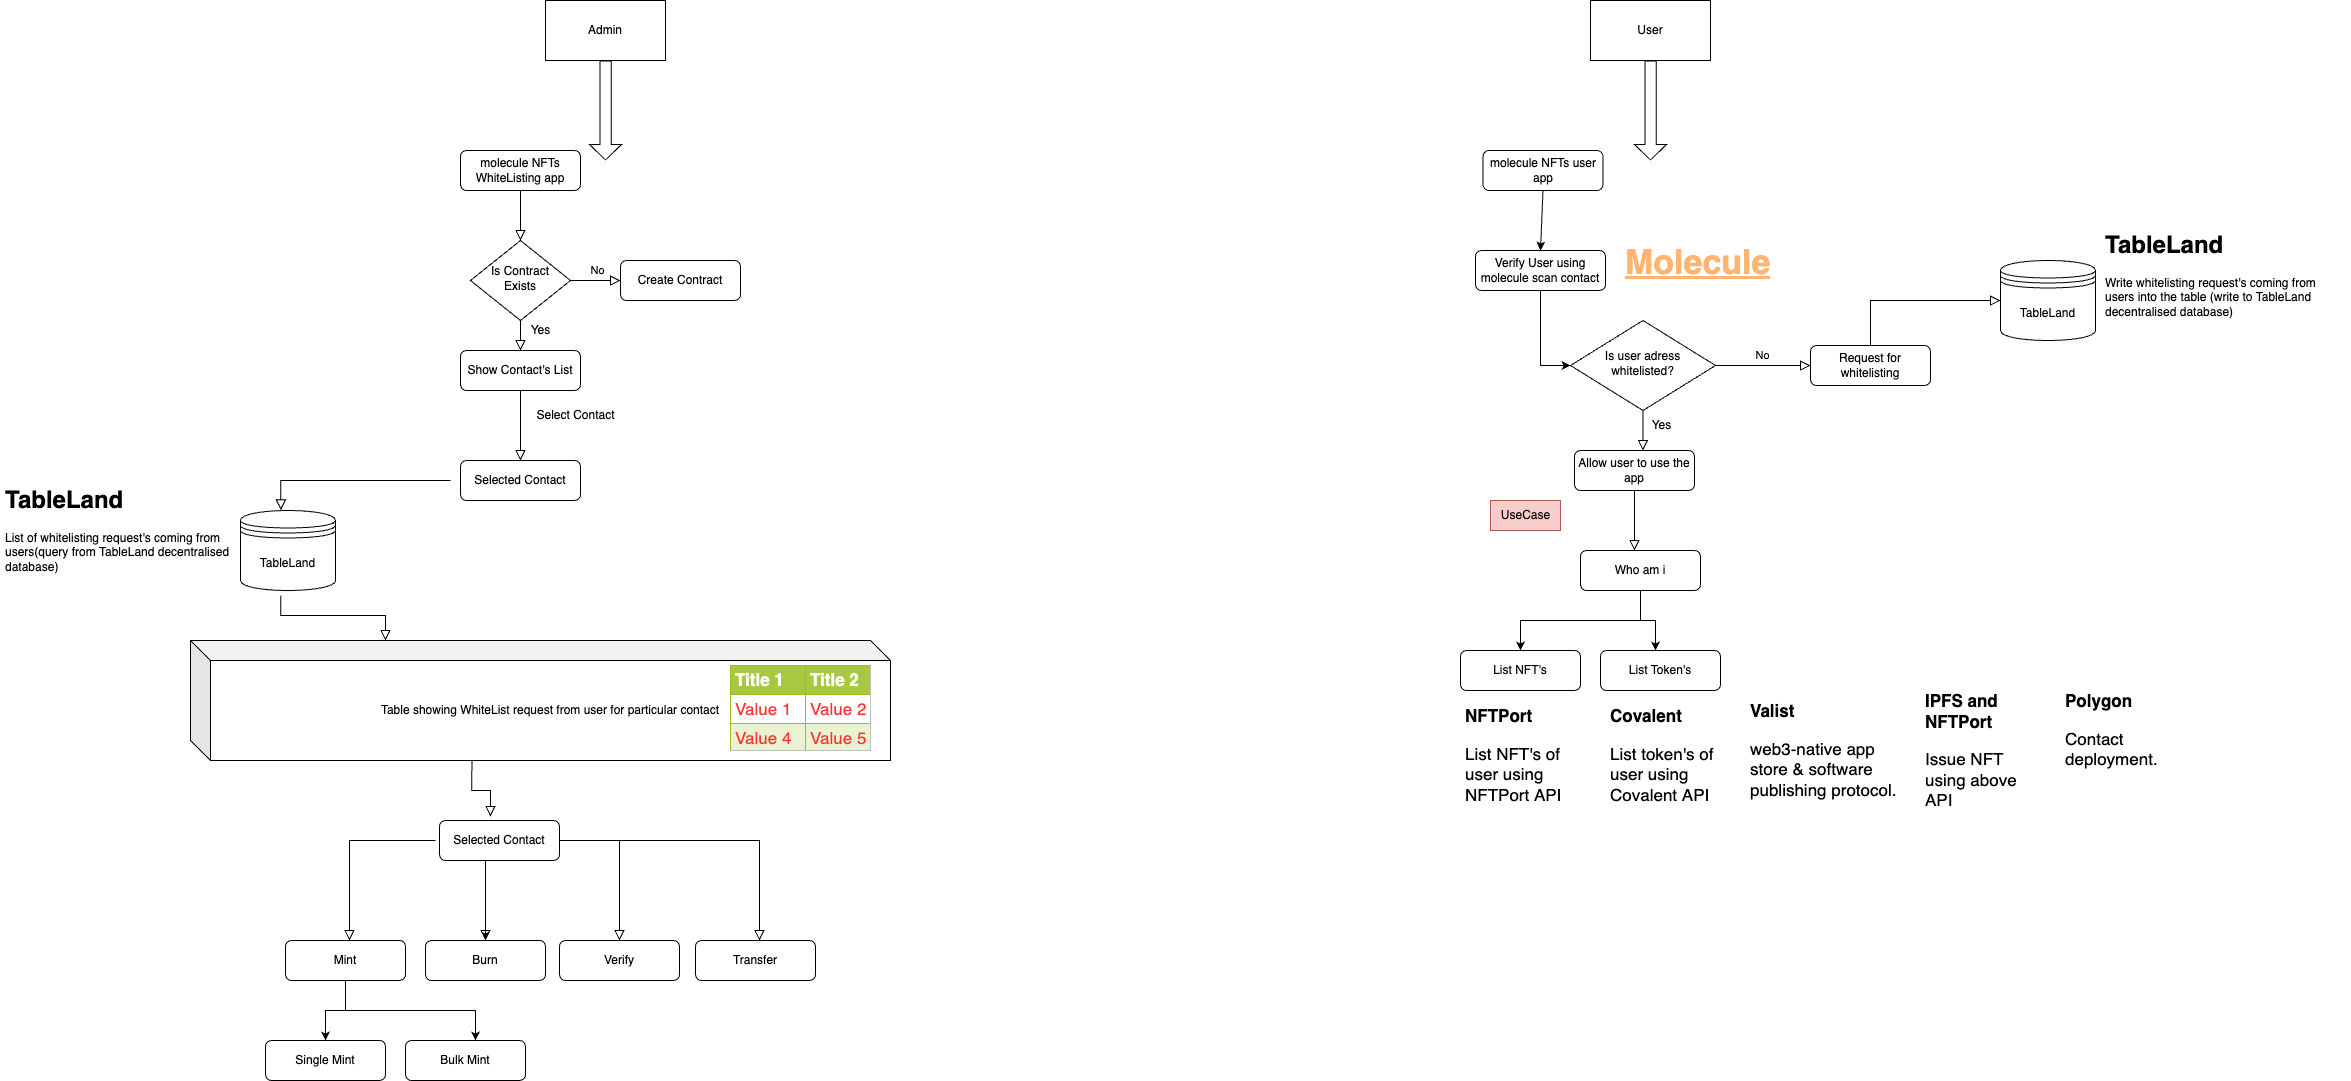 Admin
molecule NFTs
WhiteListing app
Is Contract
Exists
No
Create Contract
Yes
Show Contact's List
Select Contact
Selected Contact
TableLand
List of whitelisting request's coming from
users(query from TableLand decentralised
database)
TableLand
Table showing WhiteList request from user for particular contact
Title 1 Title 2
Value 1 Value 2
Value 4 Value 5
Selected Contact
Mint
Burn
Verify
Transfer
Single Mint
Bulk Mint
User
molecule NFTs user
app
Verify User using
molecule scan contact
Molecule
Is user adress
whitelisted?
No
Request for
whitelisting
TableLand
TableLand
Write whitelisting request's coming from
users into the table (write to TableLand
decentralised database)
Yes
Allow user to use the
app
UseCase
Who am i
List NFT's
List Token's
NFTPort
List NFT's of
user using
NFTPort API
Covalent
List token's of
user using
Covalent API
Valist
web3-native app
store & software
publishing protocol.
IPFS and
NFTPort
Issue NFT
using above
API
Polygon
Contact
deployment.